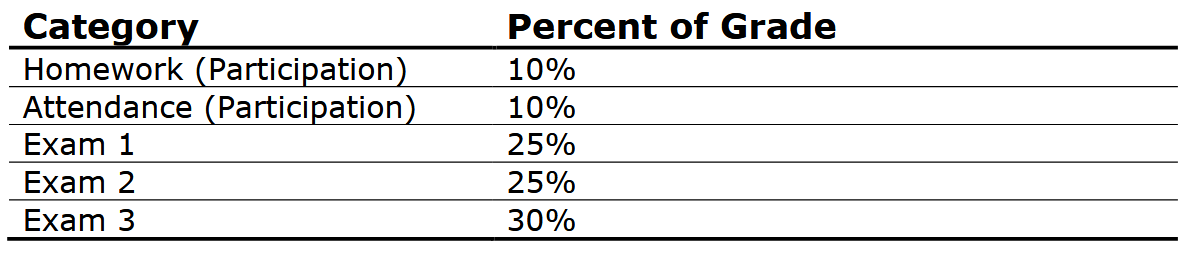 Category Percent of Grade
Homework (Participation) 10%
Attendance (Participation) 10%
Exam 1 25%
Exam 2 25%
Exam 3 30%